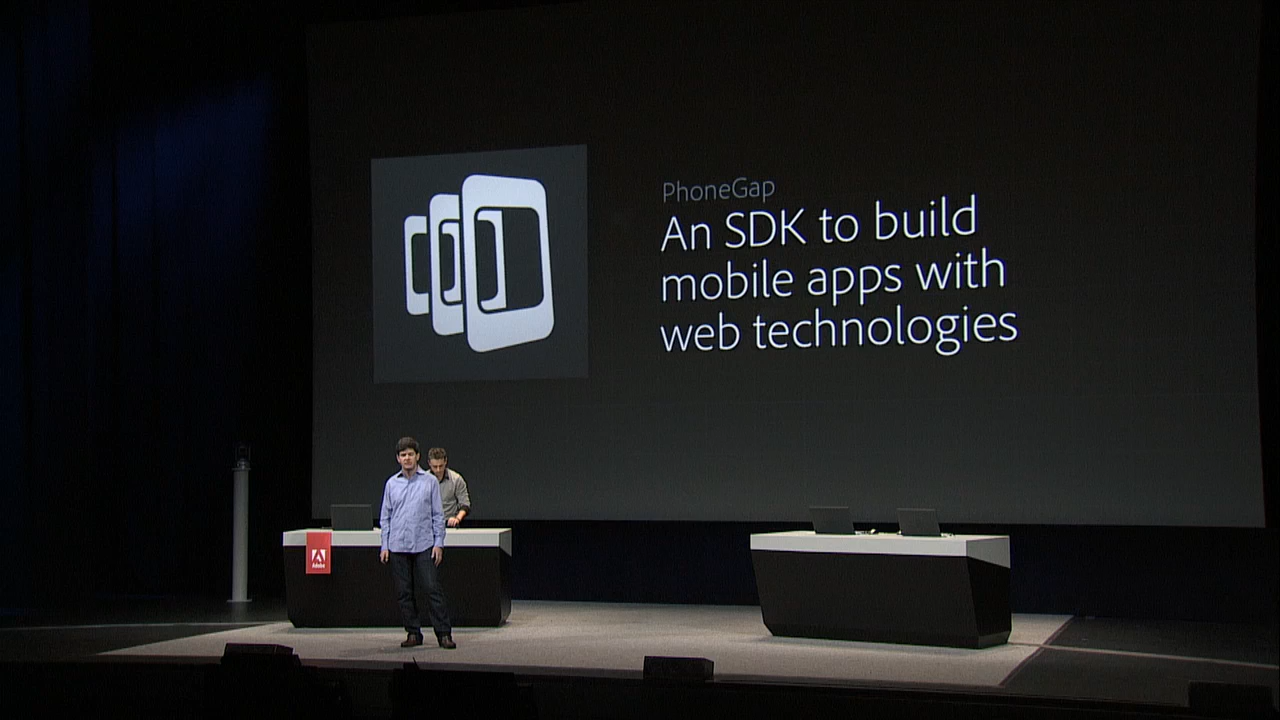 PhoneGap
An SDK to build
mobile apps with
web technologies
Adobe